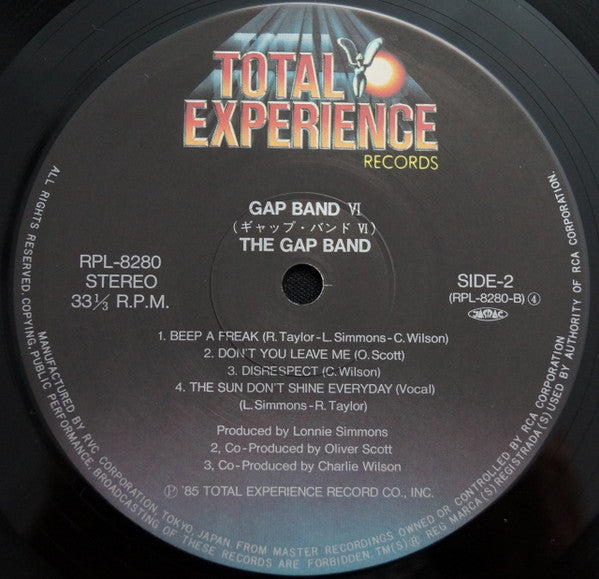 TOTAL
EXPERIENCE
RECORDS
GAP BAND Ⅵ
(ギャップ・バンド Ⅵ)
THE GAP BAND
RPL-8280
STEREO
33⅓ R.P.M.
SIDE-2
(RPL-8280-B) ④
JASRAC
1. BEEP A FREAK (R. Taylor-L. Simmons-C. Wilson)
2. DON'T YOU LEAVE ME (O. Scott)
3. DISRESPECT (C. Wilson)
4. THE SUN DON'T SHINE EVERYDAY (Vocal)
(L. Simmons-R. Taylor)
Produced by Lonnie Simmons
2, Co-Produced by Oliver Scott
3, Co-Produced by Charlie Wilson
Ⓟ '85 TOTAL EXPERIENCE RECORD CO., INC.
ALL RIGHTS RESERVED. COPYING, PUBLIC PERFORMANCE, BROADCASTING OF THESE RECORDS ARE FORBIDDEN. TM(S)® REG MARCA(S) REGISTRADA(S) USED BY AUTHORITY OF RCA CORPORATION.
MANUFACTURED BY RVC CORPORATION, TOKYO, JAPAN. FROM MASTER RECORDINGS OWNED OR CONTROLLED BY RCA CORPORATION